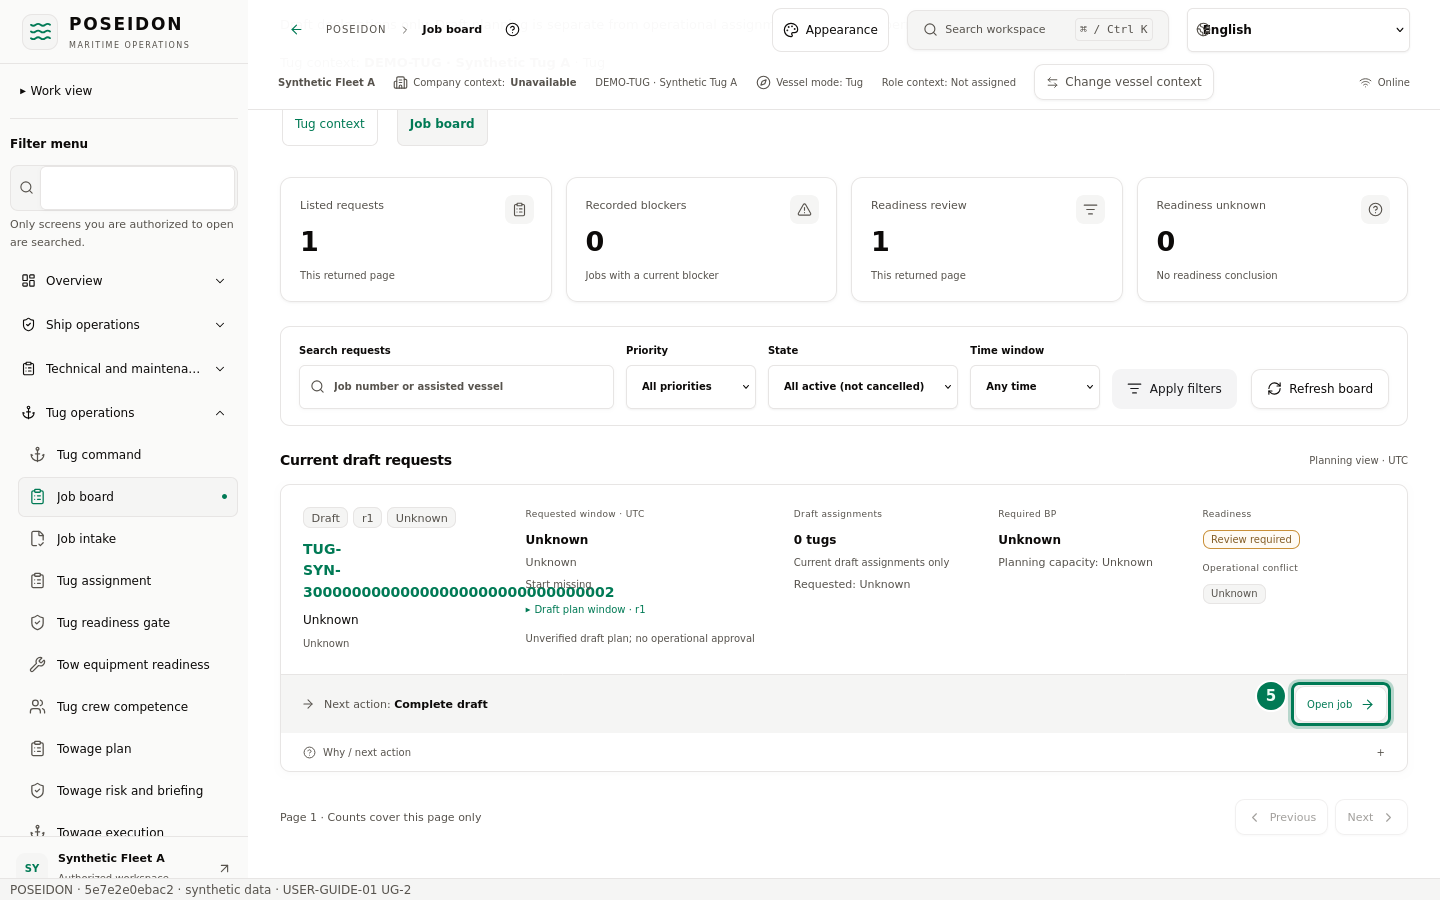 POSEIDON
MARITIME OPERATIONS
Work view
Filter menu
Only screens you are authorized to open
are searched.
Overview
Ship operations
Technical and maintena...
Tug operations
Tug command
Job board
Job intake
Tug assignment
Tug readiness gate
Tow equipment readiness
Tug crew competence
Towage plan
Towage risk and briefing
Towage execution
SY
Synthetic Fleet A
Authorized workspace
POSEIDON
Job board
Appearance
Search workspace
⌘ / Ctrl K
English
Synthetic Fleet A
Company context: Unavailable
DEMO-TUG · Synthetic Tug A
Vessel mode: Tug
Role context: Not assigned
Change vessel context
Online
Tug context
Job board
Listed requests
1
This returned page
Recorded blockers
0
Jobs with a current blocker
Readiness review
1
This returned page
Readiness unknown
0
No readiness conclusion
Search requests
Job number or assisted vessel
Priority
All priorities
State
All active (not cancelled)
Time window
Any time
Apply filters
Refresh board
Current draft requests
Planning view · UTC
Draft
r1
Unknown
TUG-
SYN-
Unknown
Unknown
Requested window · UTC
Unknown
Unknown
Start missing
Draft plan window · r1
Unverified draft plan; no operational approval
Draft assignments
0 tugs
Current draft assignments only
Requested: Unknown
Required BP
Unknown
Planning capacity: Unknown
Readiness
Review required
Operational conflict
Unknown
Next action: Complete draft
5
Open job
Why / next action
+
Page 1 · Counts cover this page only
Previous
Next
POSEIDON · 5e7e2e0ebac2 · synthetic data · USER-GUIDE-01 UG-2